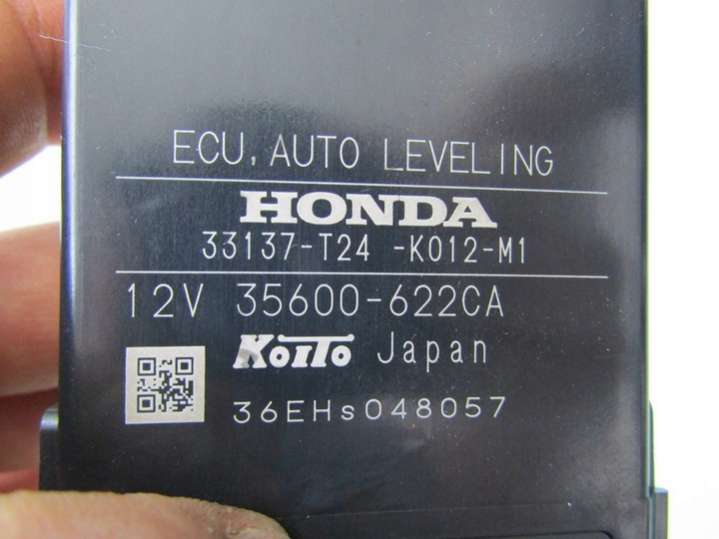 ECU, AUTO LEVELING
HONDA
33137-T24 -K012-M1
12V 35600-622CA
KoiTo Japan
36EHs048057